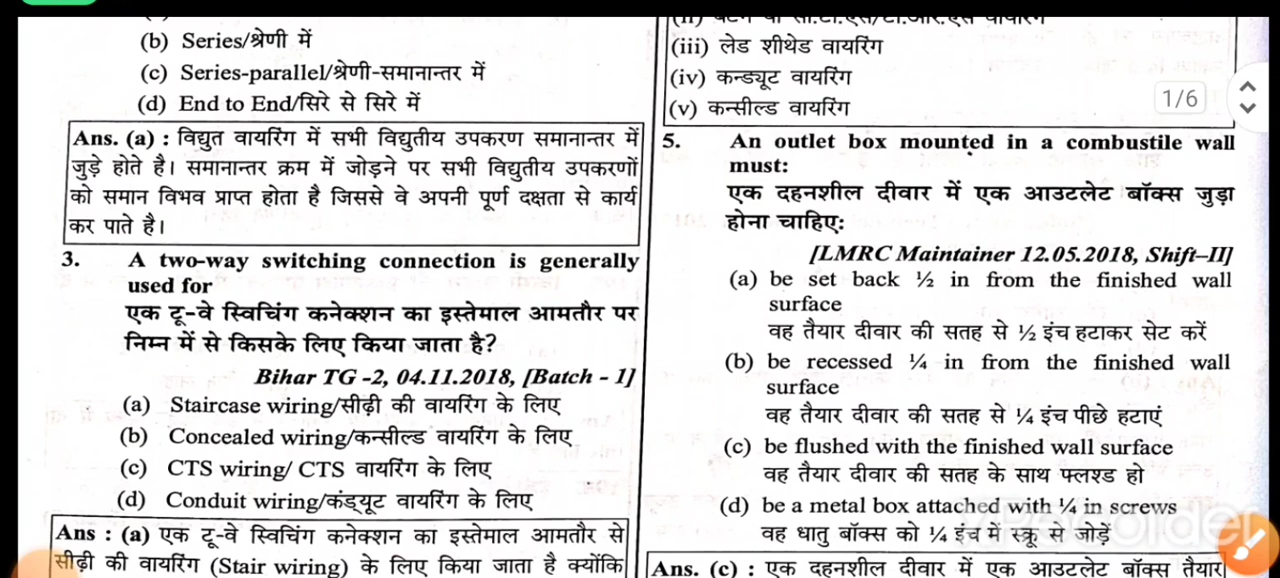 (b) Series/श्रेणी में
(c) Series-parallel/श्रेणी-समानान्तर में
(d) End to End/सिरे से सिरे में
Ans. (a) : विद्युत वायरिंग में सभी विद्युतीय उपकरण समानान्तर में
जुड़े होते है। समानान्तर क्रम में जोड़ने पर सभी विद्युतीय उपकरणों
को समान विभव प्राप्त होता है जिससे वे अपनी पूर्ण दक्षता से कार्य
कर पाते है।
3. A two-way switching connection is generally
used for
एक टू-वे स्विचिंग कनेक्शन का इस्तेमाल आमतौर पर
निम्न में से किसके लिए किया जाता है?
Bihar TG -2, 04.11.2018, [Batch - 1]
(a) Staircase wiring/सीढ़ी की वायरिंग के लिए
(b) Concealed wiring/कन्सील्ड वायरिंग के लिए
(c) CTS wiring/ CTS वायरिंग के लिए
(d) Conduit wiring/कंड्यूट वायरिंग के लिए
Ans : (a) एक टू-वे स्विचिंग कनेक्शन का इस्तेमाल आमतौर से
सीढ़ी की वायरिंग (Stair wiring) के लिए किया जाता है क्योंकि
(iii) लेड शीथेड वायरिंग
(iv) कन्ड्यूट वायरिंग
(v) कन्सील्ड वायरिंग
1/6
5. An outlet box mounted in a combustile wall
must:
एक दहनशील दीवार में एक आउटलेट बॉक्स जुड़ा
होना चाहिए:
[LMRC Maintainer 12.05.2018, Shift–II]
(a) be set back ½ in from the finished wall
surface
वह तैयार दीवार की सतह से ½ इंच हटाकर सेट करें
(b) be recessed ¼ in from the finished wall
surface
वह तैयार दीवार की सतह से ¼ इंच पीछे हटाएं
(c) be flushed with the finished wall surface
वह तैयार दीवार की सतह के साथ फ्लश्ड हो
(d) be a metal box attached with ¼ in screws
वह धातु बॉक्स को ¼ इंच में स्क्रू से जोड़ें
Ans. (c) : एक दहनशील दीवार में एक आउटलेट बॉक्स तैयार